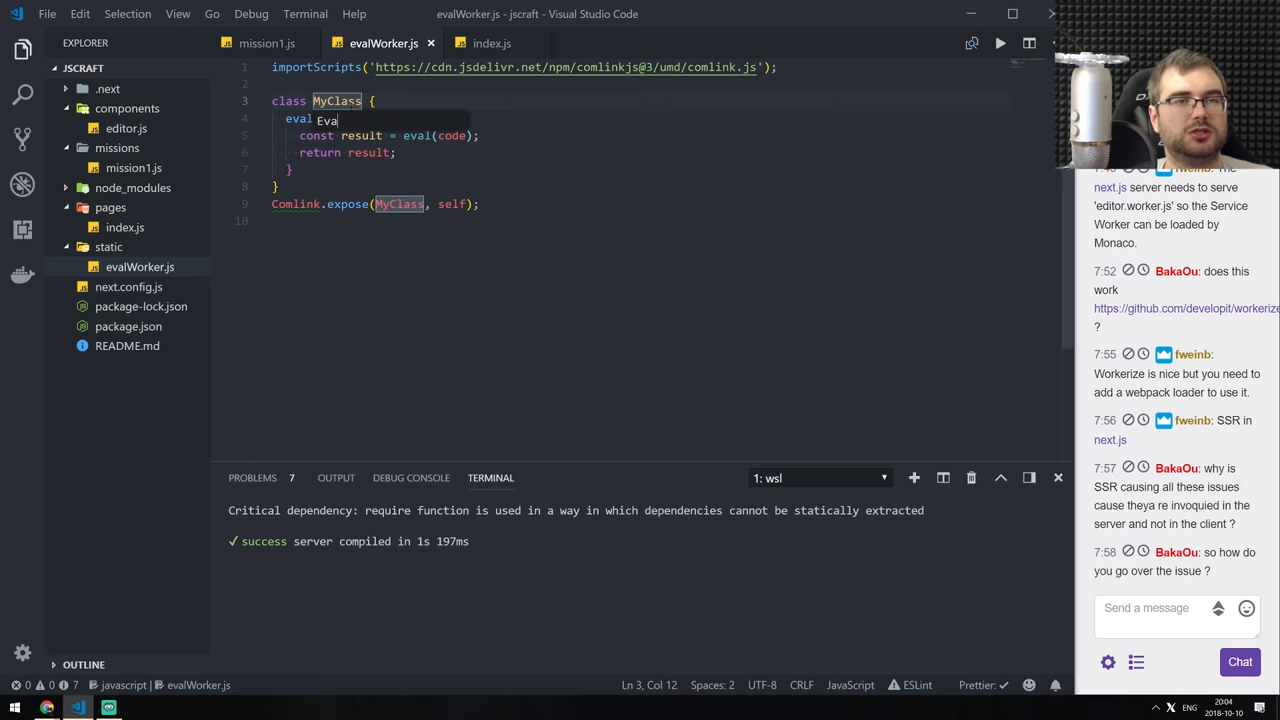 File Edit Selection View Go Debug Terminal Help
evalWorker.js - jscraft - Visual Studio Code
EXPLORER
JSCRAFT
.next
components
editor.js
missions
mission1.js
node_modules
pages
index.js
static
evalWorker.js
next.config.js
package-lock.json
package.json
README.md
OUTLINE
mission1.js
evalWorker.js
index.js
1 importScripts('https://cdn.jsdelivr.net/npm/comlinkjs@3/umd/comlink.js');
2
3 class MyClass {
4 eval
Eva
5 const result = eval(code);
6 return result;
7 }
8 }
9 Comlink.expose(MyClass, self);
10
PROBLEMS 7 OUTPUT DEBUG CONSOLE TERMINAL
1: wsl
Critical dependency: require function is used in a way in which dependencies cannot be statically extracted
✓ success server compiled in 1s 197ms
next.js server needs to serve
'editor.worker.js' so the Service
Worker can be loaded by
Monaco.
7:52 BakaOu: does this
work
https://github.com/developit/workerize
?
7:55 fweinb:
Workerize is nice but you need to
add a webpack loader to use it.
7:56 fweinb: SSR in
next.js
7:57 BakaOu: why is
SSR causing all these issues
cause theya re invoquied in the
server and not in the client ?
7:58 BakaOu: so how do
you go over the issue ?
Send a message
Chat
0 0 7 javascript | evalWorker.js
Ln 3, Col 12 Spaces: 2 UTF-8 CRLF JavaScript ESLint Prettier: ✓
ENG
20:04
2018-10-10